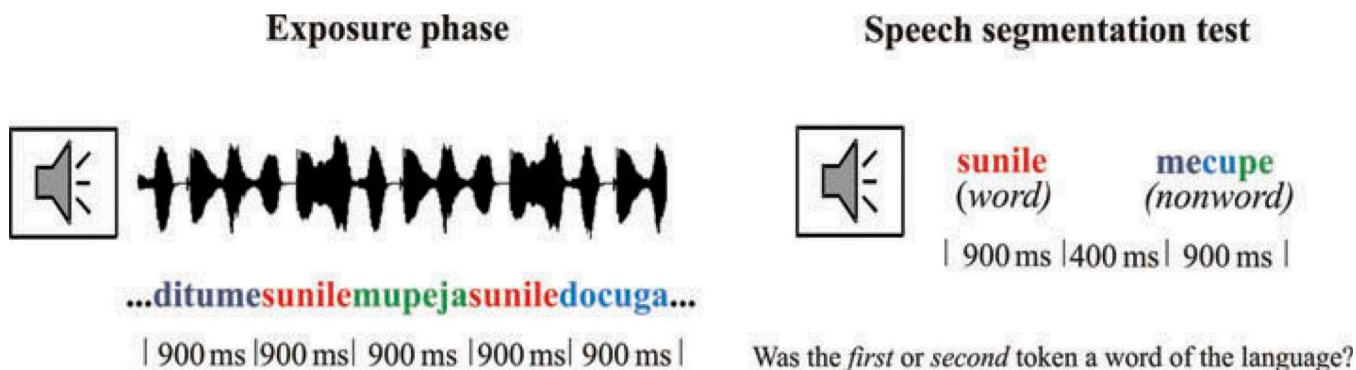 Exposure phase
...ditumesunilemupejasuniledocuga...
| 900 ms |900 ms | 900 ms | 900 ms | 900 ms |
Speech segmentation test
sunile mecupe
(word) (nonword)
| 900 ms |400 ms| 900 ms |
Was the first or second token a word of the language?